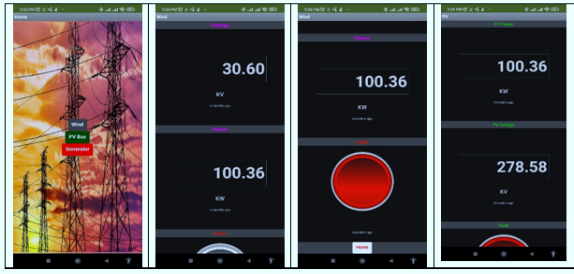 Home
Wind
PV Bus
Generator
Wind
Voltage
30.60
KV
Power
100.36
KW
Wind
Power
100.36
KW
Home
PV
PV Power
100.36
KW
PV Voltage
278.58
KV
Fault